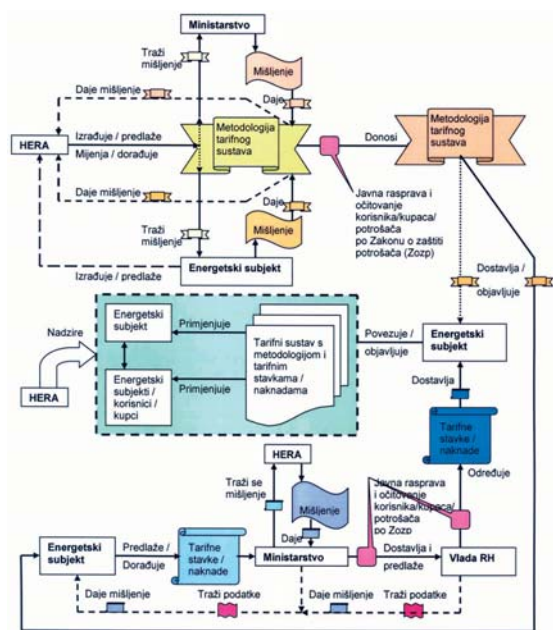 Ministarstvo
Traži
mišljenje
Mišljenje
Daje mišljenje
Daje
HERA
Izrađuje / predlaže
Mijenja / dorađuje
Metodologija
tarifnog
sustava
Donosi
Metodologija
tarifnog
sustava
Daje mišljenje
Daje
Traži
mišljenje
Mišljenje
Javna rasprava i
očitovanje
korisnika/kupaca/
potrošača
po Zakonu o zaštiti
potrošača (Zozp)
Izrađuje / predlaže
Energetski subjekt
Dostavlja /
objavljuje
Nadzire
HERA
Energetski
subjekt
Primjenjuje
Energetski
subjekti /
korisnici /
kupci
Primjenjuje
Tarifni sustav s
metodologijom i
tarifnim
stavkama /
naknadama
Povezuje /
objavljuje
Energetski
subjekt
Dostavlja
Tarifne
stavke /
naknade
Određuje
HERA
Traži se
mišljenje
Mišljenje
Daje
Javna rasprava
i očitovanje
korisnika/kupaca/
potrošača
po Zozp
Energetski
subjekt
Predlaže /
Dorađuje
Tarifne
stavke /
naknade
Ministarstvo
Dostavlja i
predlaže
Vlada RH
Daje mišljenje
Traži podatke
Daje mišljenje
Traži podatke